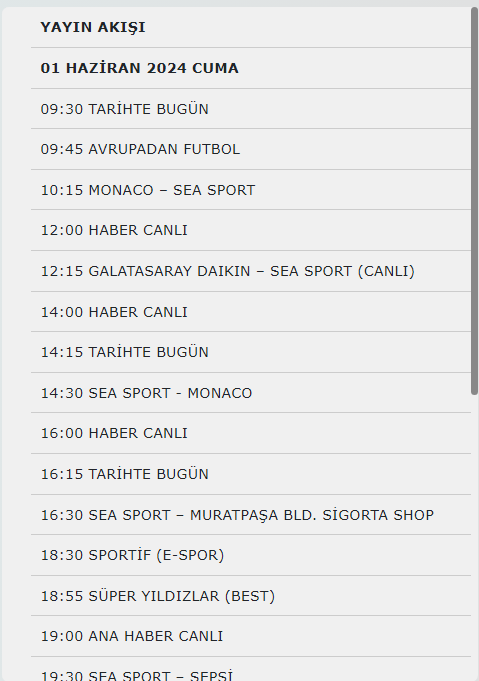 YAYIN AKIŞI
01 HAZİRAN 2024 CUMA
09:30 TARİHTE BUGÜN
09:45 AVRUPADAN FUTBOL
10:15 MONACO – SEA SPORT
12:00 HABER CANLI
12:15 GALATASARAY DAIKIN – SEA SPORT (CANLI)
14:00 HABER CANLI
14:15 TARİHTE BUGÜN
14:30 SEA SPORT - MONACO
16:00 HABER CANLI
16:15 TARİHTE BUGÜN
16:30 SEA SPORT – MURATPAŞA BLD. SİGORTA SHOP
18:30 SPORTİF (E-SPOR)
18:55 SÜPER YILDIZLAR (BEST)
19:00 ANA HABER CANLI
19:30 SEA SPORT – SEPSİ